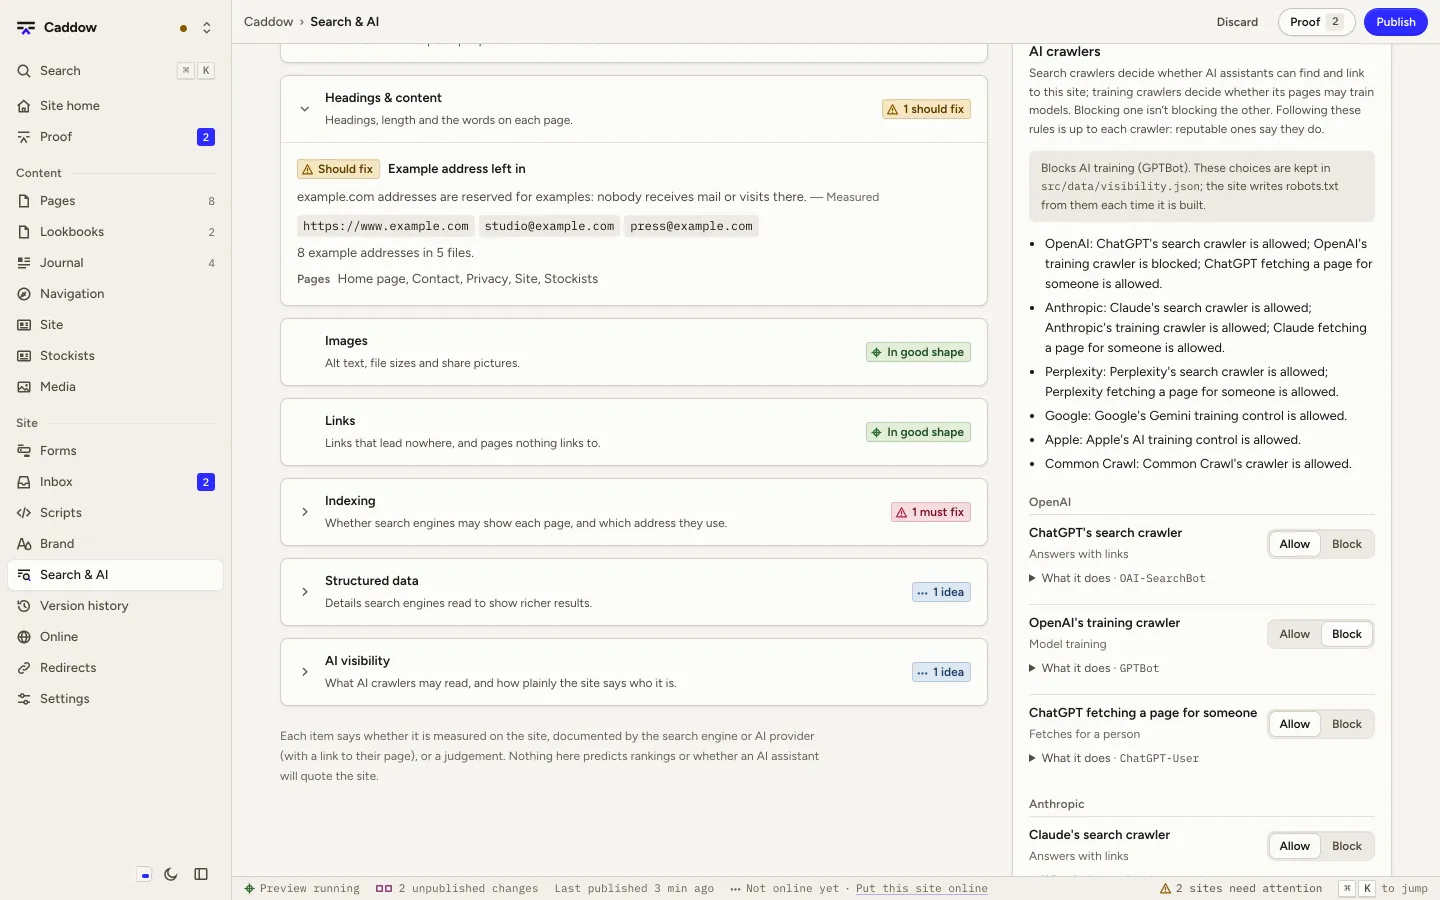 Caddow
Search
⌘ K
Site home
Proof
2
Content
Pages
8
Lookbooks
2
Journal
4
Navigation
Site
Stockists
Media
Site
Forms
Inbox
2
Scripts
Brand
Search & AI
Version history
Online
Redirects
Settings
Caddow › Search & AI
Discard
Proof 2
Publish
Headings & content
Headings, length and the words on each page.
1 should fix
Should fix
Example address left in
example.com addresses are reserved for examples: nobody receives mail or visits there. — Measured
https://www.example.com studio@example.com press@example.com
8 example addresses in 5 files.
Pages Home page, Contact, Privacy, Site, Stockists
Images
Alt text, file sizes and share pictures.
In good shape
Links
Links that lead nowhere, and pages nothing links to.
In good shape
Indexing
Whether search engines may show each page, and which address they use.
1 must fix
Structured data
Details search engines read to show richer results.
1 idea
AI visibility
What AI crawlers may read, and how plainly the site says who it is.
1 idea
Each item says whether it is measured on the site, documented by the search engine or AI provider
(with a link to their page), or a judgement. Nothing here predicts rankings or whether an AI assistant
will quote the site.
AI crawlers
Search crawlers decide whether AI assistants can find and link
to this site; training crawlers decide whether its pages may train
models. Blocking one isn't blocking the other. Following these
rules is up to each crawler: reputable ones say they do.
Blocks AI training (GPTBot). These choices are kept in
src/data/visibility.json; the site writes robots.txt
from them each time it is built.
• OpenAI: ChatGPT's search crawler is allowed; OpenAI's
training crawler is blocked; ChatGPT fetching a page for
someone is allowed.
• Anthropic: Claude's search crawler is allowed;
Anthropic's training crawler is allowed; Claude fetching
a page for someone is allowed.
• Perplexity: Perplexity's search crawler is allowed;
Perplexity fetching a page for someone is allowed.
• Google: Google's Gemini training control is allowed.
• Apple: Apple's AI training control is allowed.
• Common Crawl: Common Crawl's crawler is allowed.
OpenAI
ChatGPT's search crawler
Answers with links
Allow Block
What it does · OAI-SearchBot
OpenAI's training crawler
Model training
Allow Block
What it does · GPTBot
ChatGPT fetching a page for someone
Fetches for a person
Allow Block
What it does · ChatGPT-User
Anthropic
Claude's search crawler
Answers with links
Allow Block
Preview running
2 unpublished changes
Last published 3 min ago
Not online yet · Put this site online
2 sites need attention
⌘ K to jump